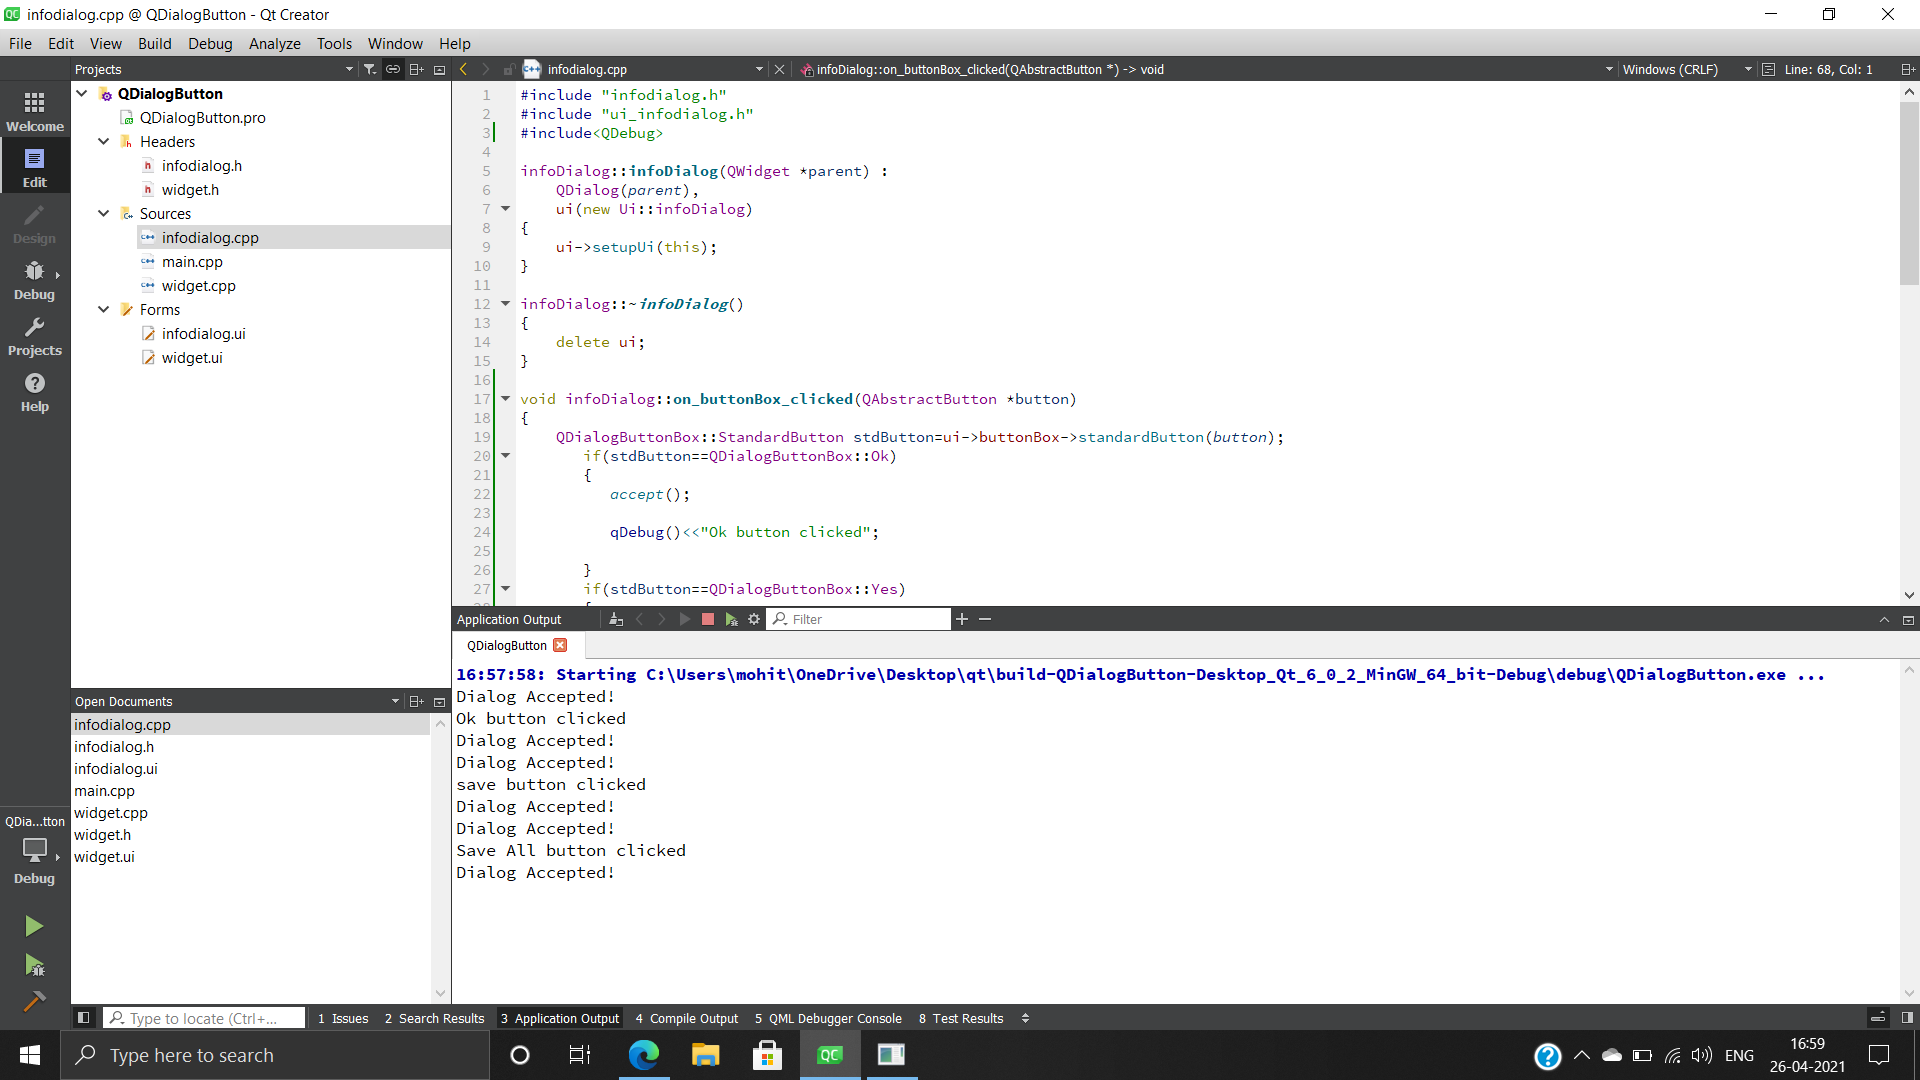 infodialog.cpp @ QDialogButton - Qt Creator
File Edit View Build Debug Analyze Tools Window Help
Projects
infodialog.cpp
infoDialog::on_buttonBox_clicked(QAbstractButton *) -> void
Windows (CRLF)
Line: 68, Col: 1
Welcome
Edit
Design
Debug
Projects
Help
QDialogButton
QDialogButton.pro
Headers
infodialog.h
widget.h
Sources
infodialog.cpp
main.cpp
widget.cpp
Forms
infodialog.ui
widget.ui
1 #include "infodialog.h"
2 #include "ui_infodialog.h"
3 #include<QDebug>
4
5 infoDialog::infoDialog(QWidget *parent) :
6 QDialog(parent),
7 ui(new Ui::infoDialog)
8 {
9 ui->setupUi(this);
10 }
11
12 infoDialog::~infoDialog()
13 {
14 delete ui;
15 }
16
17 void infoDialog::on_buttonBox_clicked(QAbstractButton *button)
18 {
19 QDialogButtonBox::StandardButton stdButton=ui->buttonBox->standardButton(button);
20 if(stdButton==QDialogButtonBox::Ok)
21 {
22 accept();
23
24 qDebug()<<"Ok button clicked";
25
26 }
27 if(stdButton==QDialogButtonBox::Yes)
Application Output
Filter
QDialogButton
16:57:58: Starting C:\Users\mohit\OneDrive\Desktop\qt\build-QDialogButton-Desktop_Qt_6_0_2_MinGW_64_bit-Debug\debug\QDialogButton.exe ...
Dialog Accepted!
Ok button clicked
Dialog Accepted!
Dialog Accepted!
save button clicked
Dialog Accepted!
Dialog Accepted!
Save All button clicked
Dialog Accepted!
Open Documents
infodialog.cpp
infodialog.h
infodialog.ui
main.cpp
widget.cpp
widget.h
widget.ui
QDia...tton
Debug
Type to locate (Ctrl+...
1 Issues 2 Search Results 3 Application Output 4 Compile Output 5 QML Debugger Console 8 Test Results
Type here to search
QC
ENG
16:59
26-04-2021